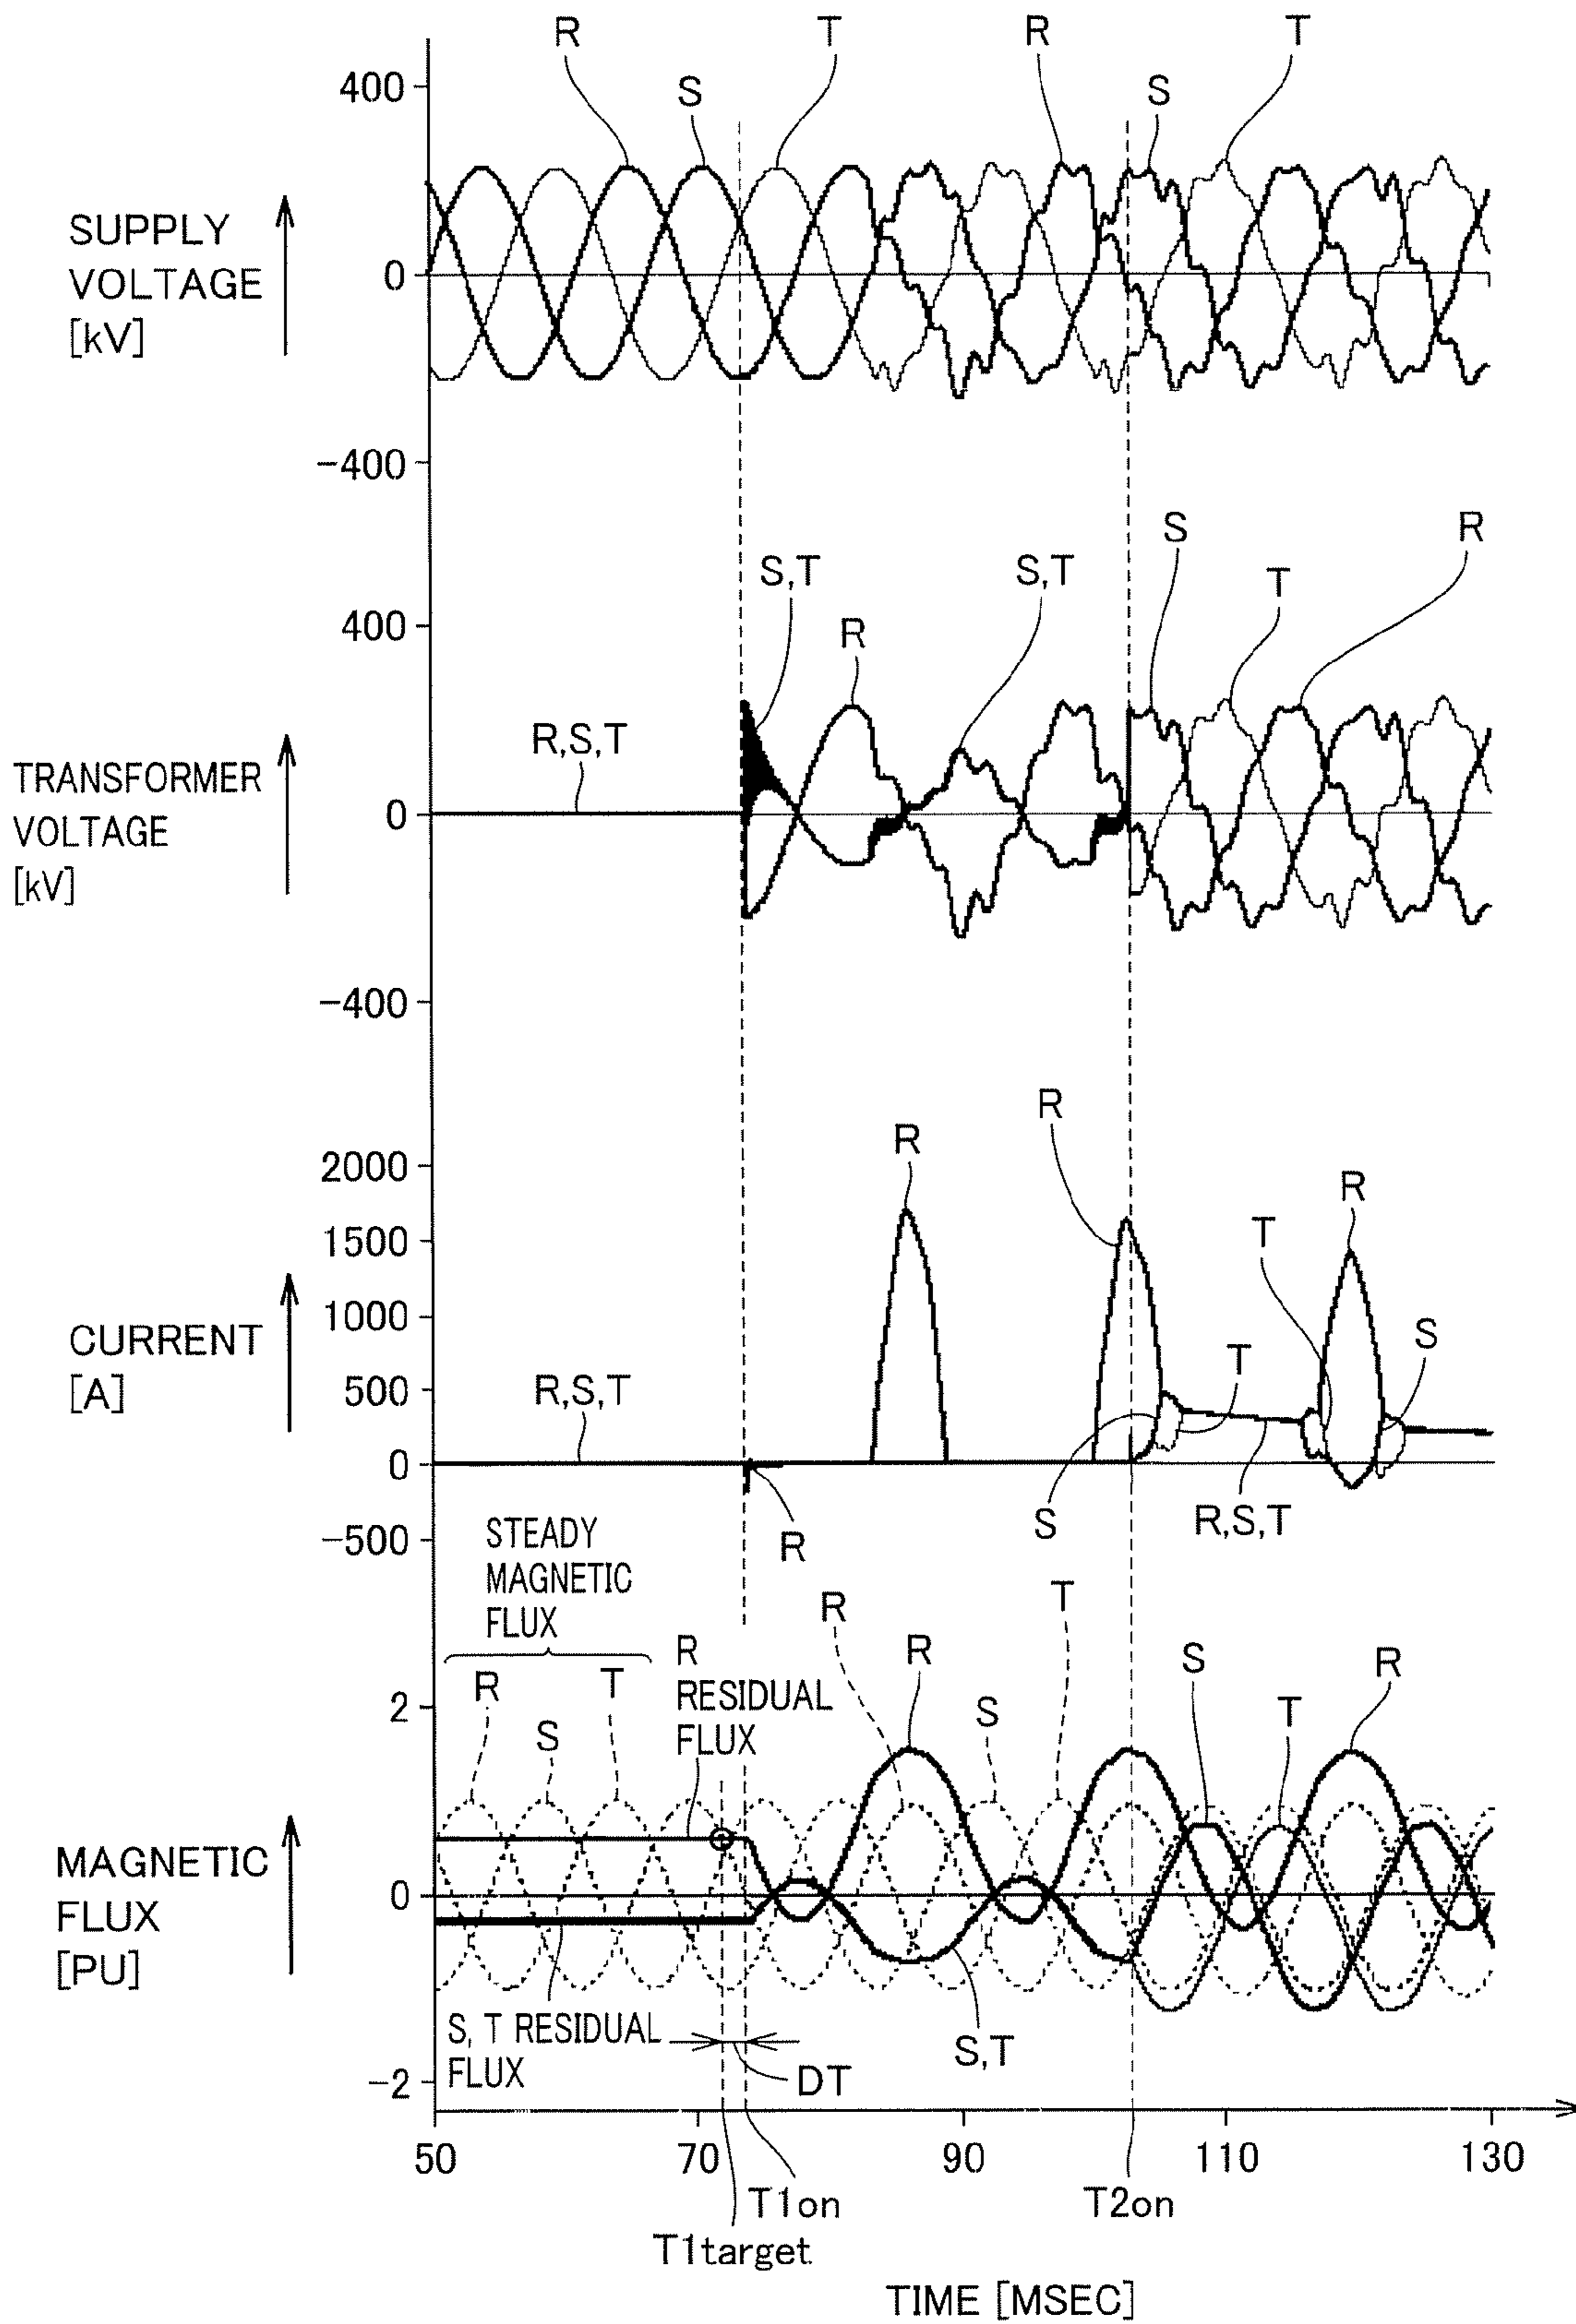 R T R T
S S
400
SUPPLY
VOLTAGE
[kV]
0
-400
S R
S,T S,T T
R
400
R,S,T
TRANSFORMER
VOLTAGE
[kV]
0
-400
R
R
2000
R
1500
T
1000
CURRENT
[A]
S
T
500
R,S,T
0
S R,S,T
R
-500
STEADY
MAGNETIC
FLUX
R T
R
RESIDUAL
FLUX
R S R
R T
S
S T
2
MAGNETIC
FLUX
[PU]
0
S, T RESIDUAL
FLUX
S,T
DT
-2
50 70 90 110 130
T1on T2on
T1target
TIME [MSEC]